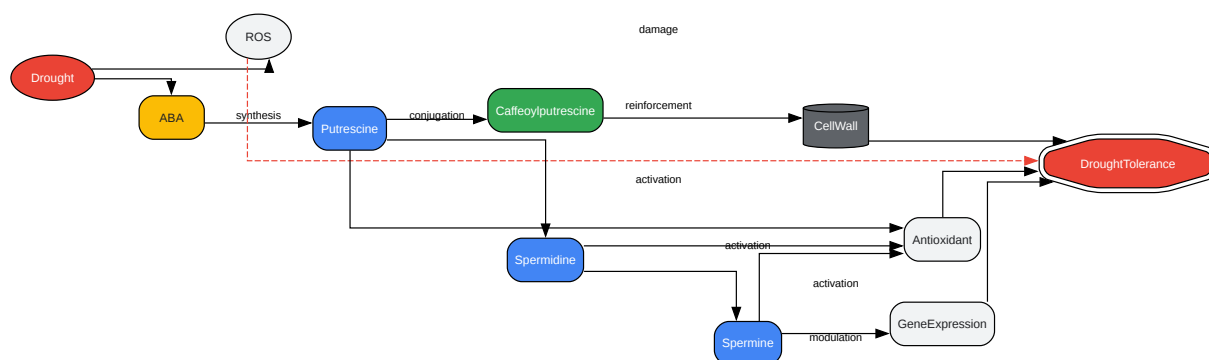 damage
ROS
Drought
ABA
synthesis
Putrescine
conjugation
Caffeoylputrescine
reinforcement
CellWall
DroughtTolerance
activation
Antioxidant
Spermidine
activation
activation
GeneExpression
Spermine
modulation